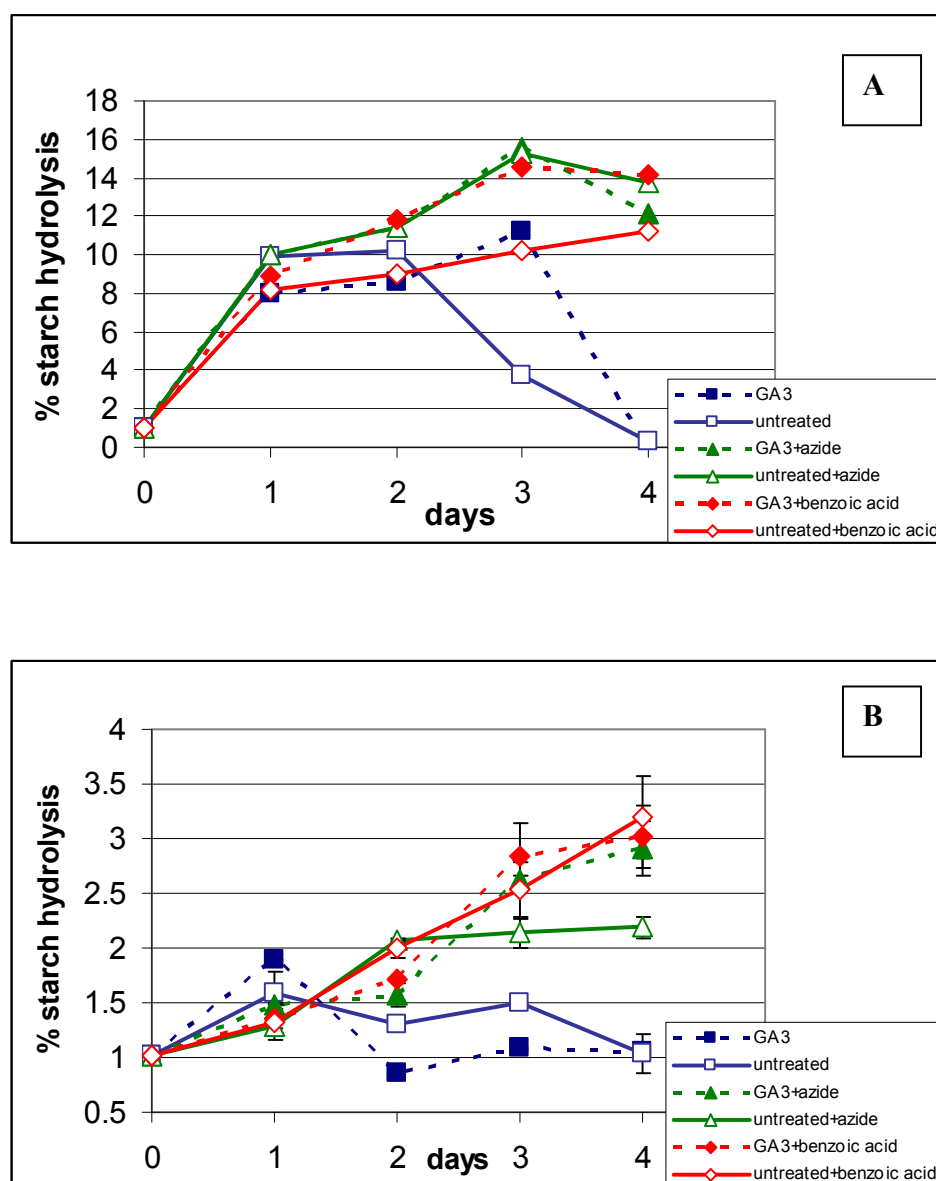 A
% starch hydrolysis
18
16
14
12
10
8
6
4
2
0
0 1 2 3 4
days
GA3
untreated
GA3+azide
untreated+azide
GA3+benzoic acid
untreated+benzoic acid
B
% starch hydrolysis
4
3.5
3
2.5
2
1.5
1
0.5
0 1 2 days 3 4
GA3
untreated
GA3+azide
untreated+azide
GA3+benzoic acid
untreated+benzoic acid